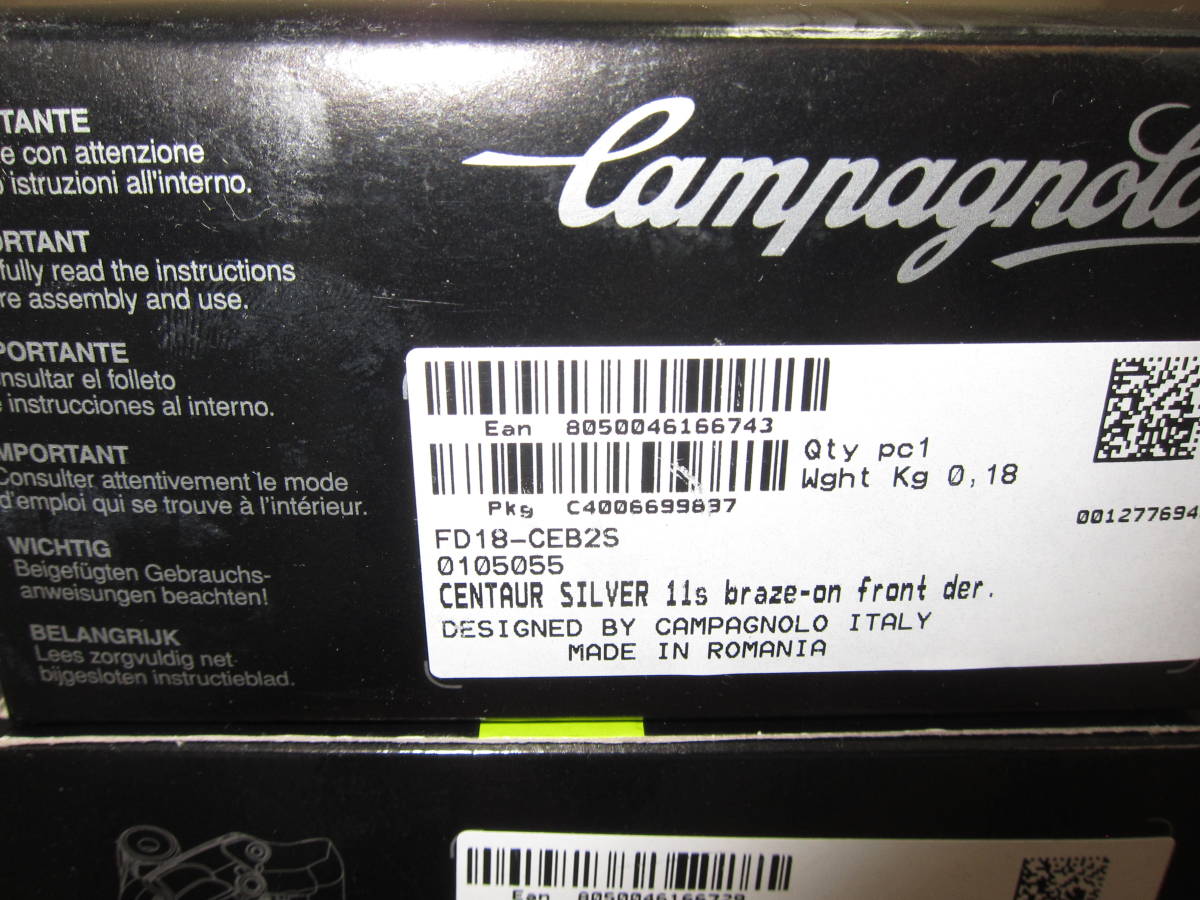 TANTE
e con attenzione
istruzioni all'interno.
ORTANT
fully read the instructions
re assembly and use.
PORTANTE
nsultar el folleto
instrucciones al interno.
MPORTANT
Consulter attentivement le mode
d'emploi qui se trouve à l'intérieur.
WICHTIG
Beigefügten Gebrauchs-
anweisungen beachten!
BELANGRIJK
Lees zorgvuldig net
bijgesloten instructieblad.
Campagnolo
Ean 8050046166743
Pkg C4006699897
Qty pc1
Wght Kg 0,18
001277694
FD18-CEB2S
0105055
CENTAUR SILVER 11s braze-on front der.
DESIGNED BY CAMPAGNOLO ITALY
MADE IN ROMANIA
Ean